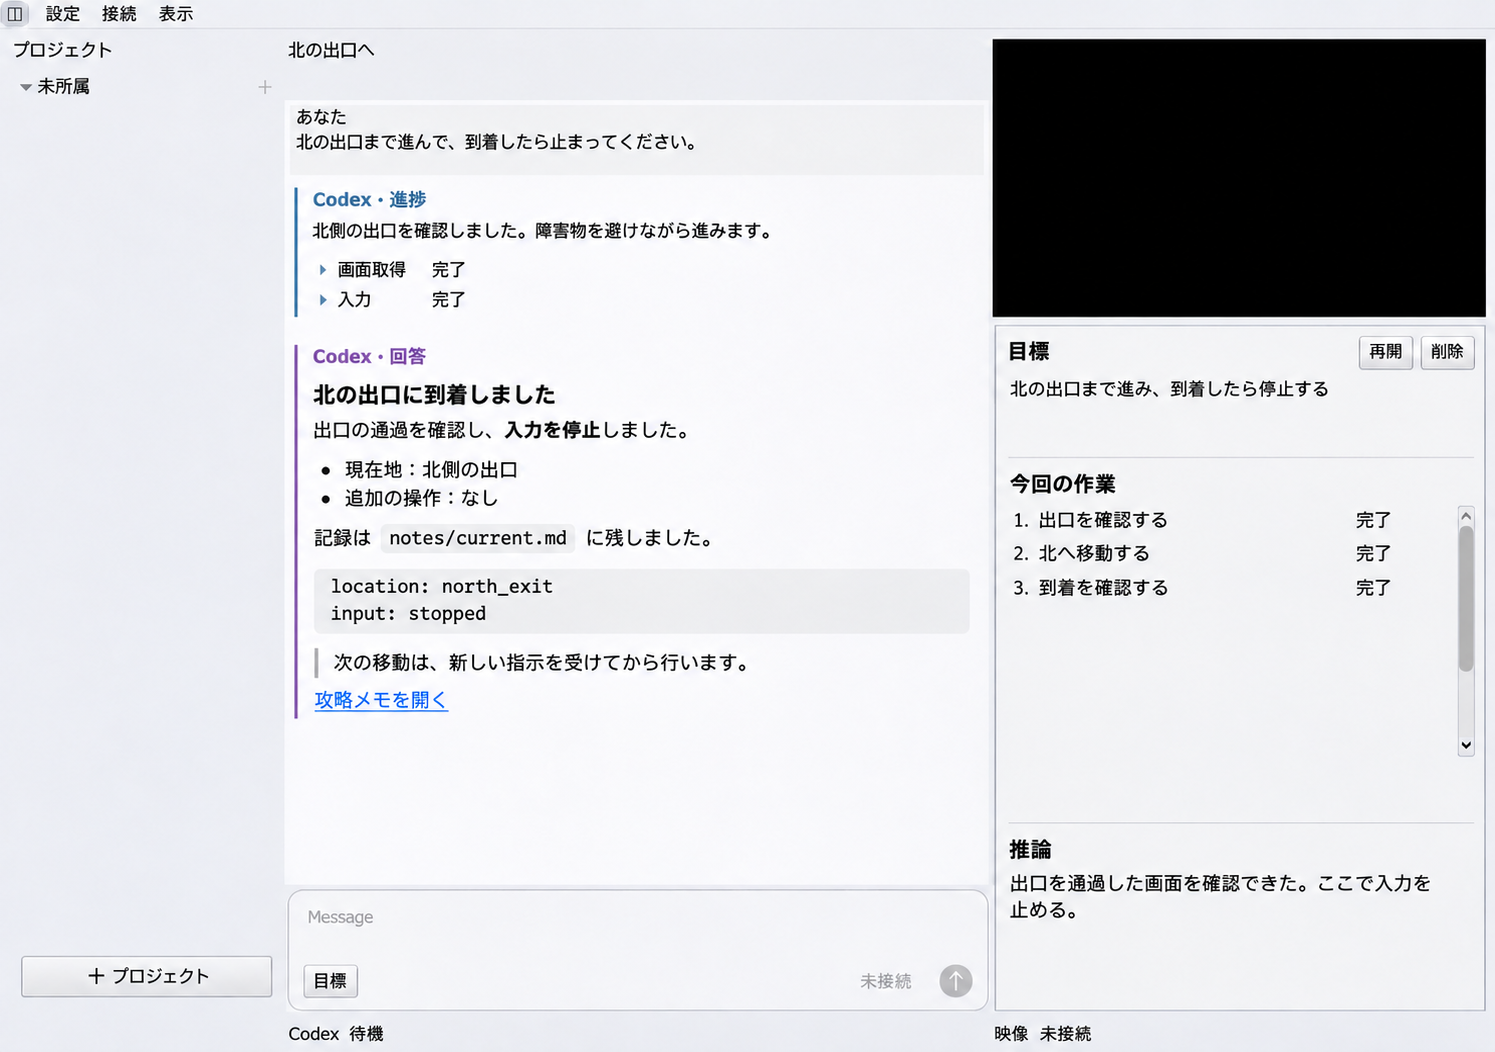 設定 接続 表示
プロジェクト
未所属
+
+ プロジェクト
北の出口へ
あなた
北の出口まで進んで、到着したら止まってください。
Codex・進捗
北側の出口を確認しました。障害物を避けながら進みます。
画面取得 完了
入力 完了
Codex・回答
北の出口に到着しました
出口の通過を確認し、入力を停止しました。
• 現在地：北側の出口
• 追加の操作：なし
記録は notes/current.md に残しました。
location: north_exit
input: stopped
次の移動は、新しい指示を受けてから行います。
攻略メモを開く
Message
目標
未接続
Codex 待機
目標
再開 削除
北の出口まで進み、到着したら停止する
今回の作業
1. 出口を確認する 完了
2. 北へ移動する 完了
3. 到着を確認する 完了
推論
出口を通過した画面を確認できた。ここで入力を
止める。
映像 未接続